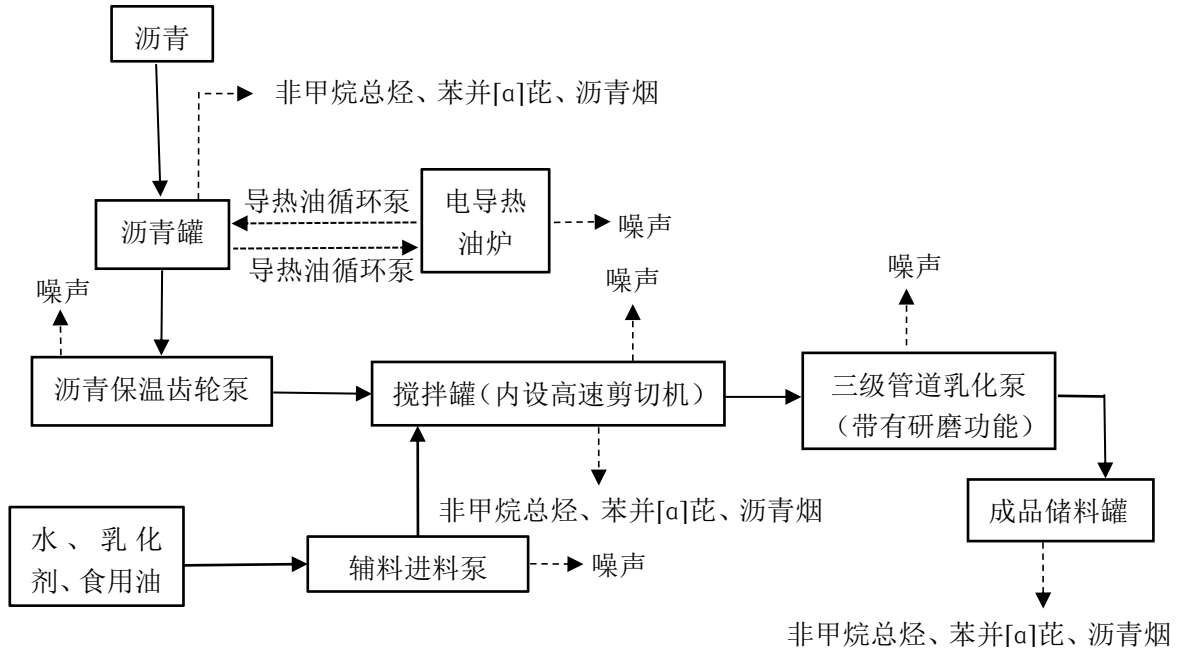 沥青
非甲烷总烃、苯并[ɑ]芘、沥青烟
导热油循环泵
电导热
油炉
噪声
沥青罐
导热油循环泵
噪声
噪声
噪声
沥青保温齿轮泵
搅拌罐(内设高速剪切机)
三级管道乳化泵
(带有研磨功能)
非甲烷总烃、苯并[ɑ]芘、沥青烟
成品储料罐
水、乳化
剂、食用油
辅料进料泵
噪声
非甲烷总烃、苯并[ɑ]芘、沥青烟